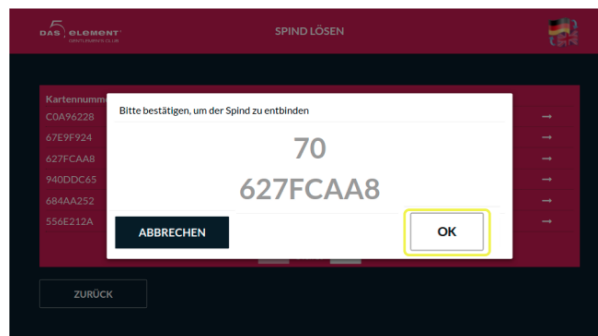 DAS 5 eLeMeNT
SPIND LÖSEN
Kartennumm
C0A96228
67E9F924
627FCAA8
940DDC65
684AA252
556E212A
Bitte bestätigen, um der Spind zu entbinden
70
627FCAA8
ABBRECHEN
OK
ZURÜCK